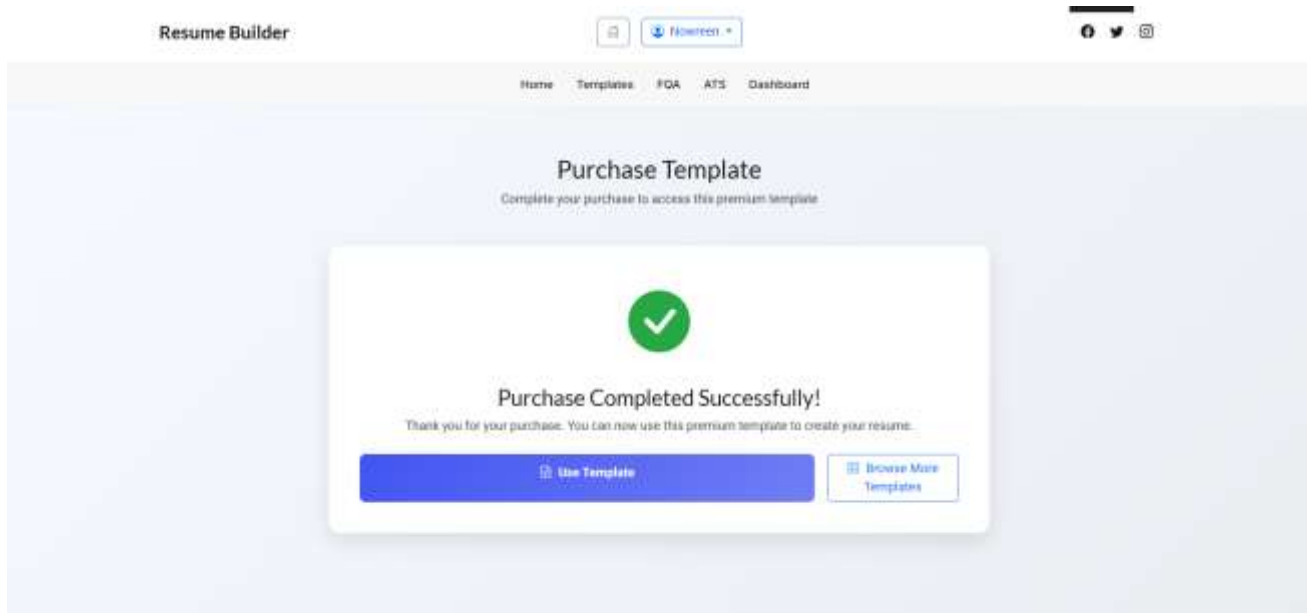 Resume Builder
Nowreen
Home Templates FQA ATS Dashboard
Purchase Template
Complete your purchase to access this premium template
Purchase Completed Successfully!
Thank you for your purchase. You can now use this premium template to create your resume.
Use Template
Browse More
Templates